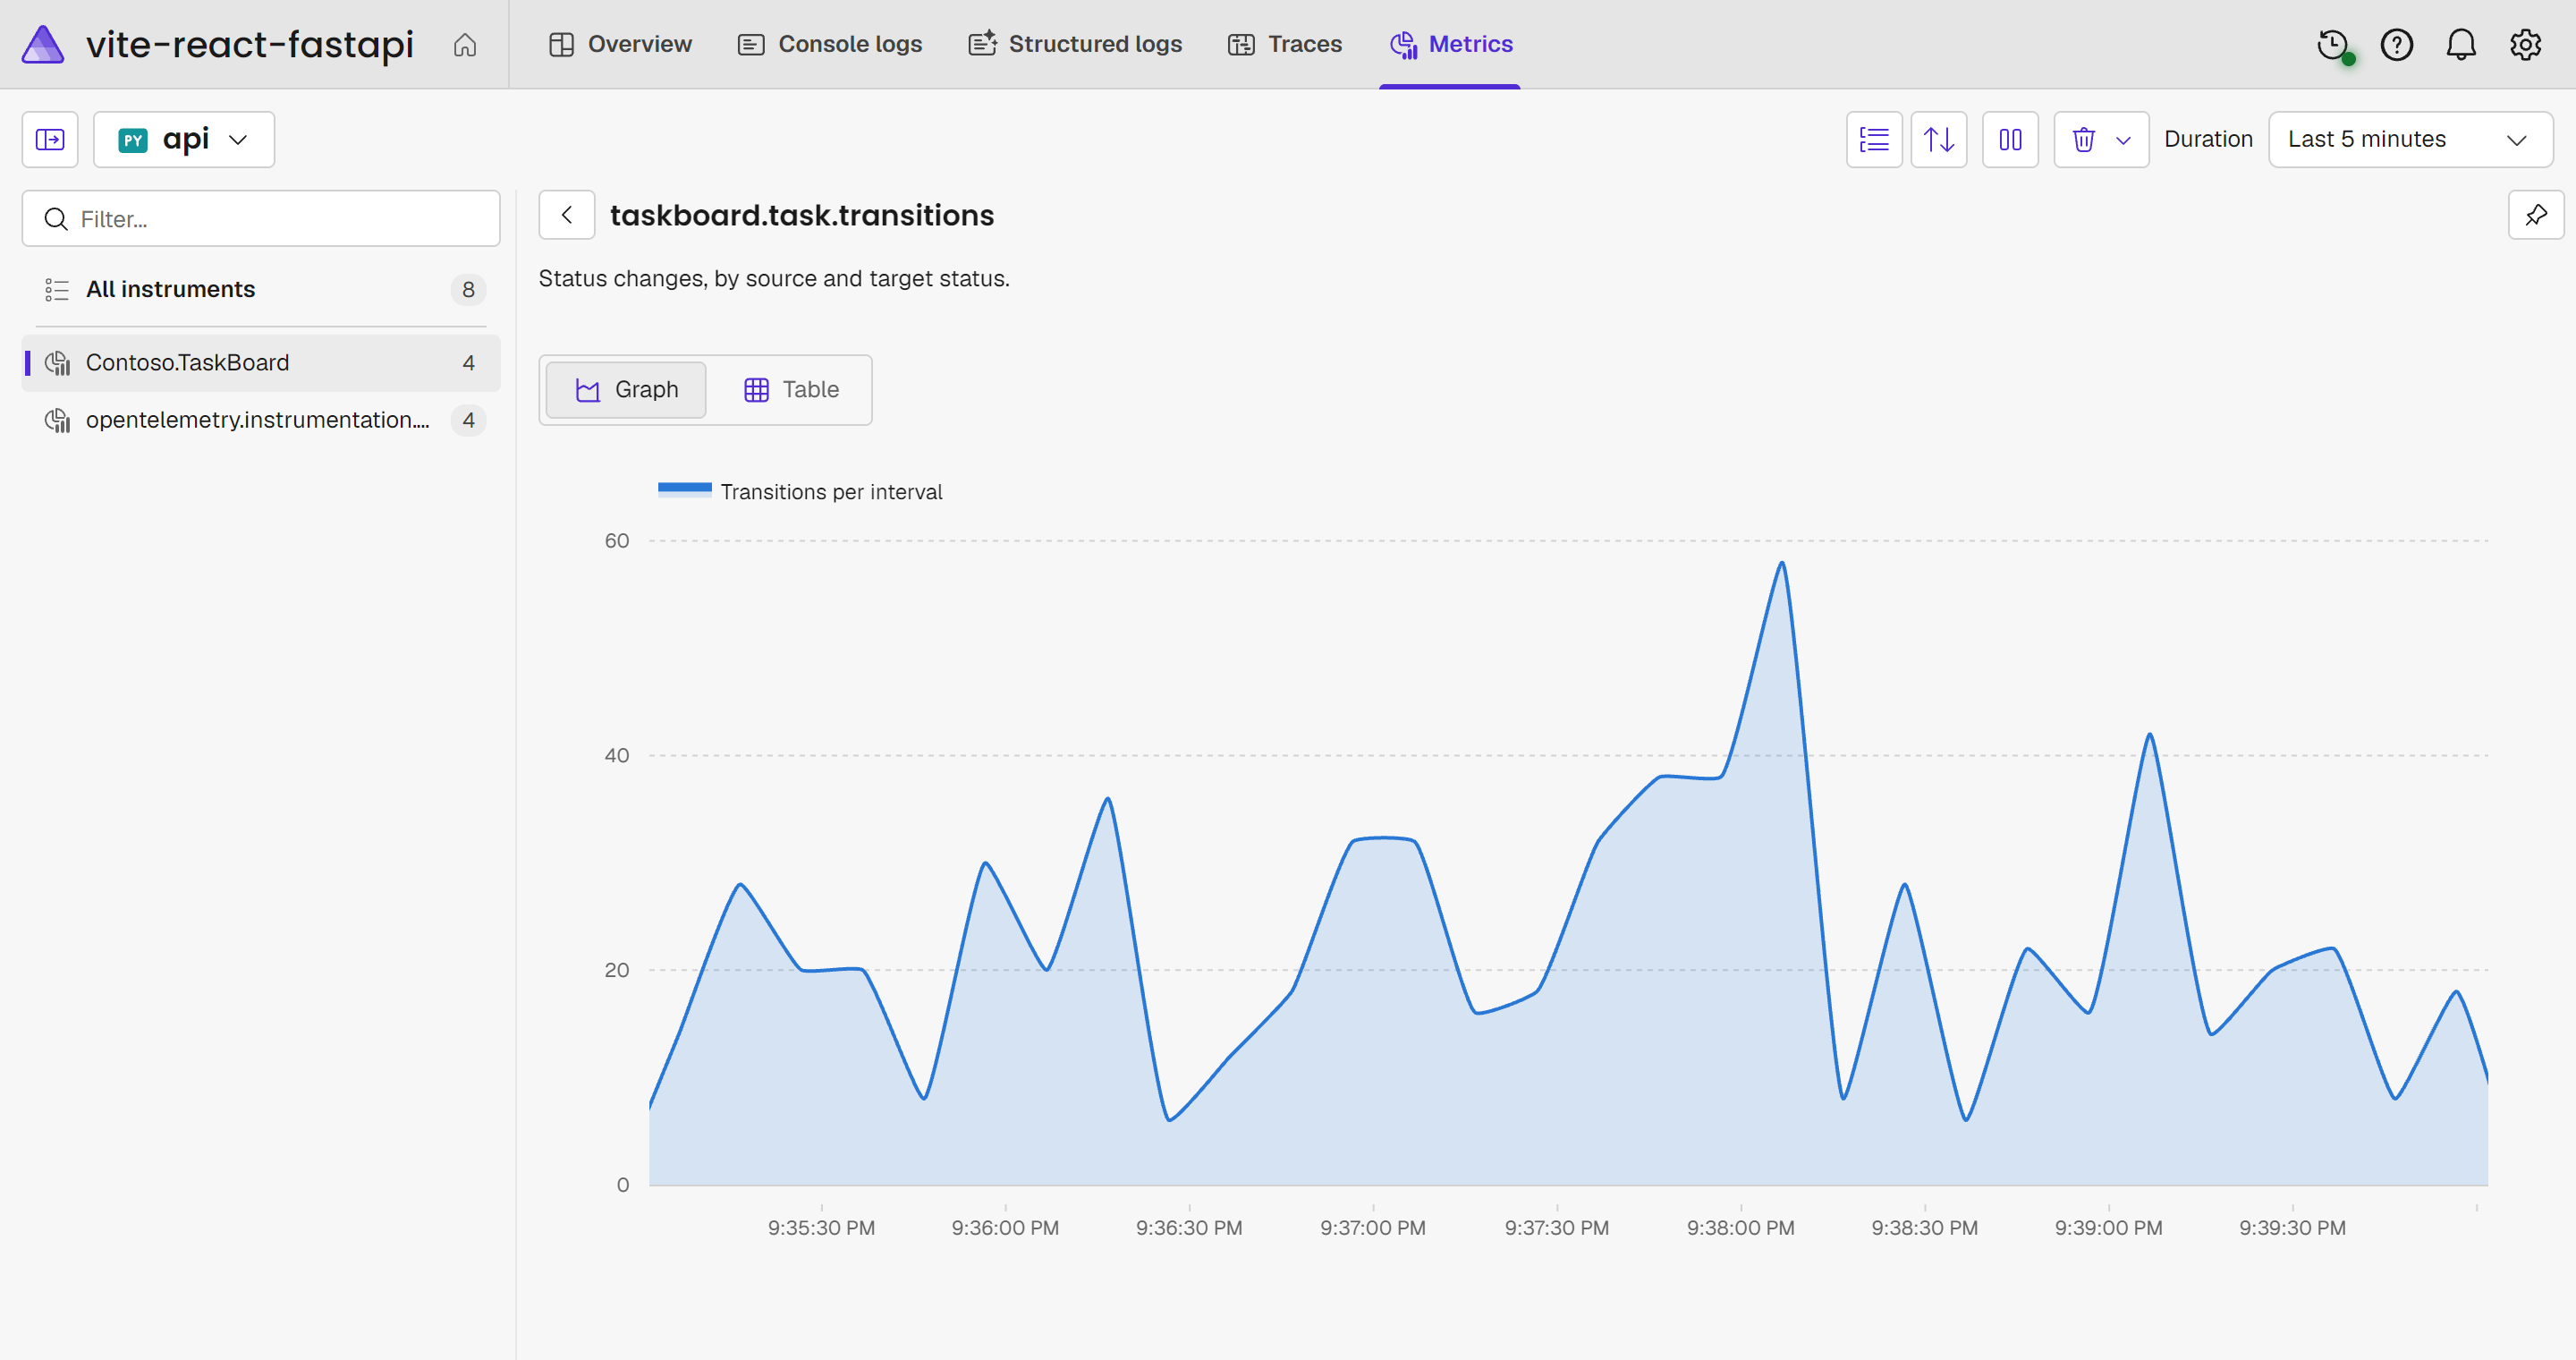 vite-react-fastapi
Overview
Console logs
Structured logs
Traces
Metrics
PY api
Duration
Last 5 minutes
Filter...
All instruments 8
Contoso.TaskBoard 4
opentelemetry.instrumentation.... 4
taskboard.task.transitions
Status changes, by source and target status.
Graph
Table
Transitions per interval
60
40
20
0
9:35:30 PM
9:36:00 PM
9:36:30 PM
9:37:00 PM
9:37:30 PM
9:38:00 PM
9:38:30 PM
9:39:00 PM
9:39:30 PM